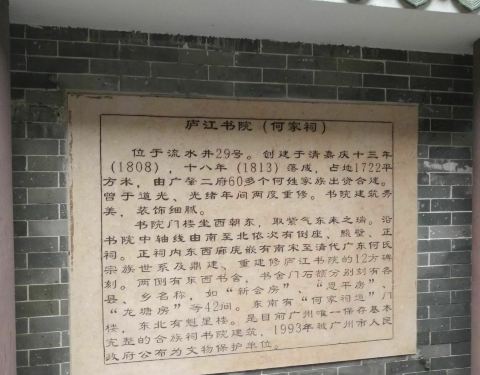 庐江书院（何家祠）
位于流水井29号。创建于清嘉庆十三年
（1808），十八年（1813）落成，占地1722平
方米，由广肇二府60多个何姓家族出资合建。
曾于道光、光绪年间两度重修。书院建筑秀
美，装饰细腻。
书院门楼坐西朝东，取紫气东来之瑞。沿
书院中轴线由南至北依次有倒座、照壁、正
祠。正祠内东西廊庑嵌有南宋至清代广东何氏
宗族世系及鼎建、重建修庐江书院的12方碑
刻。两侧有东西书舍，书舍门石额分别刻有各
县、乡名称，如“新会房”、“恩平房”、
“龙塘房”等42间。东南有“何家祠道”门
楼，东北有魁星楼。是目前广州唯一保存基本
完整的合族祠书院建筑，1993年被广州市人民
政府公布为文物保护单位。